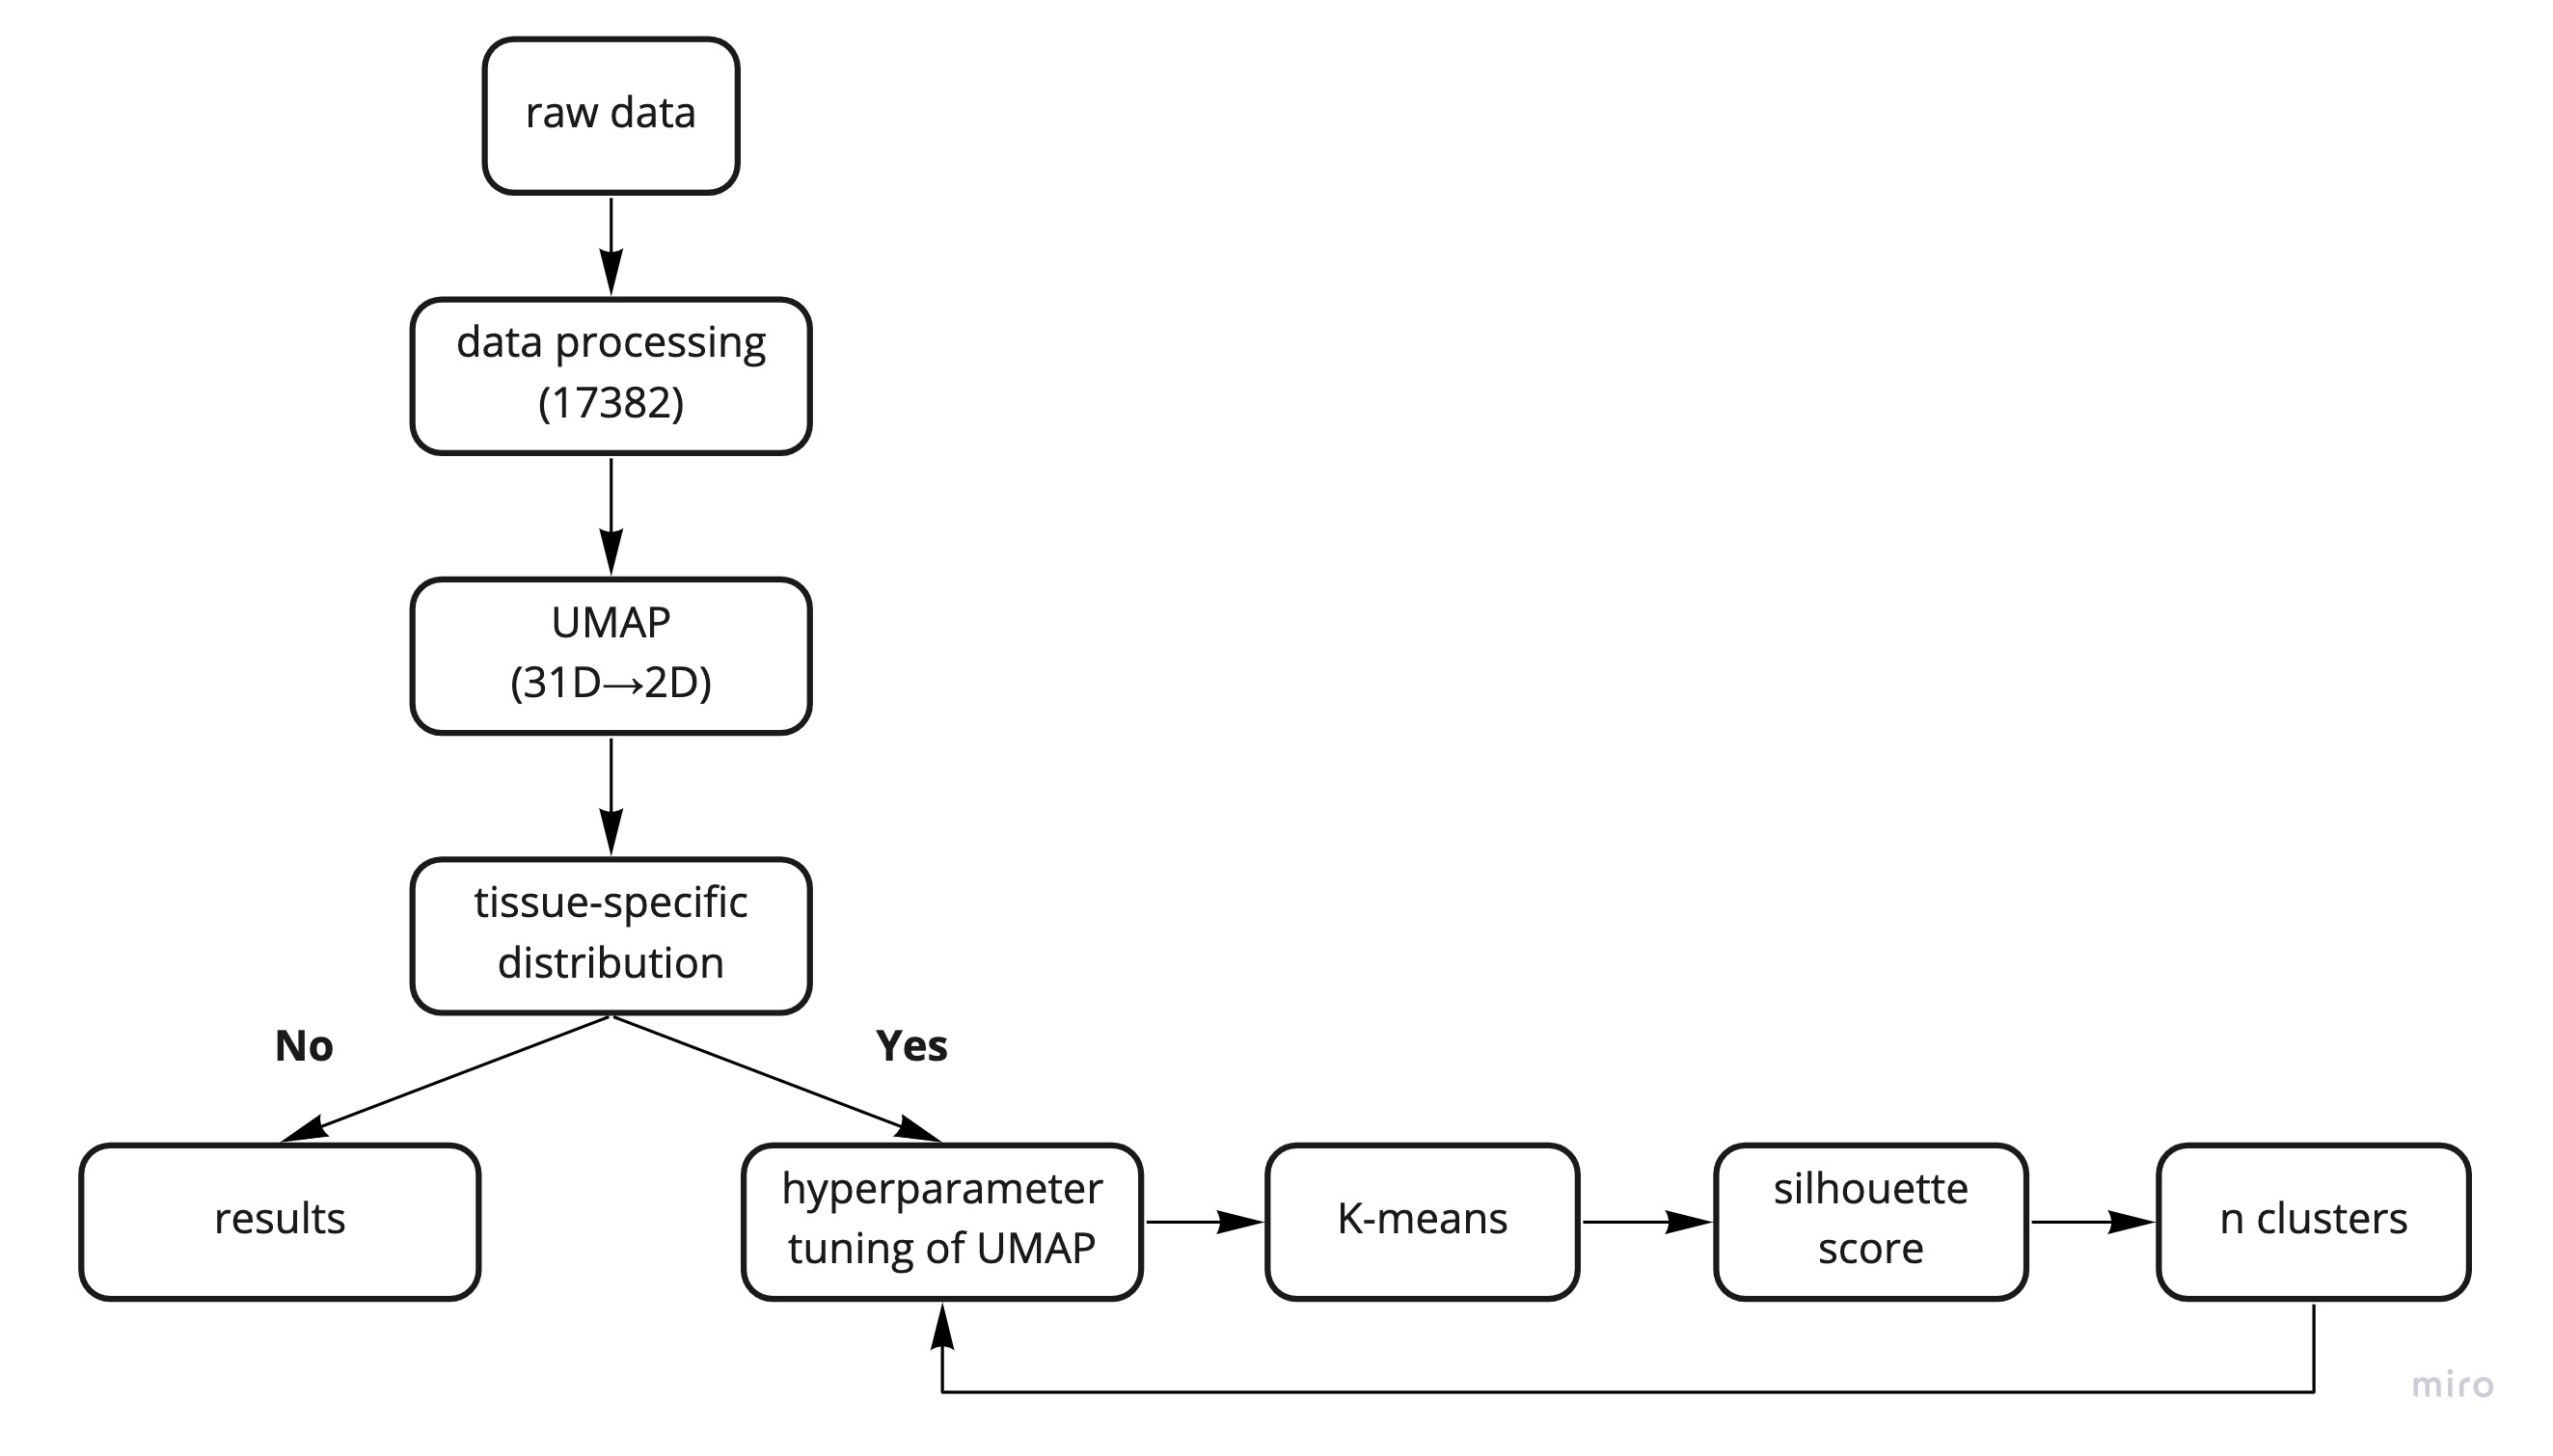 raw data
data processing
(17382)
UMAP
(31D→2D)
tissue-specific
distribution
No
Yes
results
hyperparameter
tuning of UMAP
K-means
silhouette
score
n clusters
miro